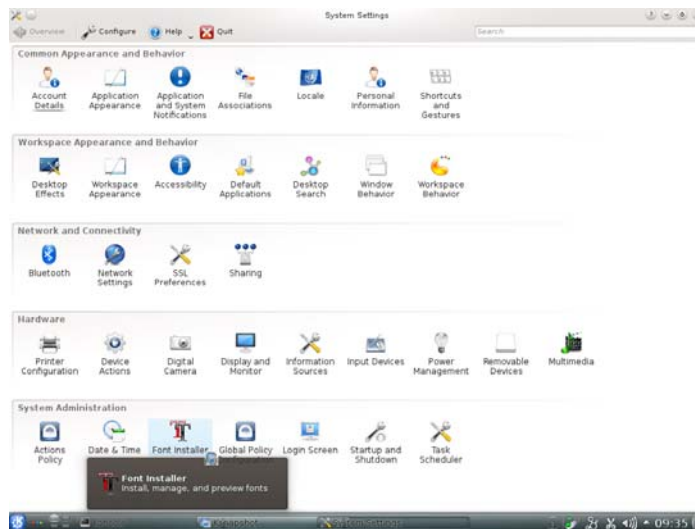 System Settings
Overview Configure Help Quit Search
Common Appearance and Behavior
Account Details
Application Appearance
Application and System Notifications
File Associations
Locale
Personal Information
Shortcuts and Gestures
Workspace Appearance and Behavior
Desktop Effects
Workspace Appearance
Accessibility
Default Applications
Desktop Search
Window Behavior
Workspace Behavior
Network and Connectivity
Bluetooth
Network Settings
SSL Preferences
Sharing
Hardware
Printer Configuration
Device Actions
Digital Camera
Display and Monitor
Information Sources
Input Devices
Power Management
Removable Devices
Multimedia
System Administration
Actions Policy
Date & Time
Font Installer
Global Policy
Login Screen
Startup and Shutdown
Task Scheduler
Font Installer
Install, manage, and preview fonts
09:35